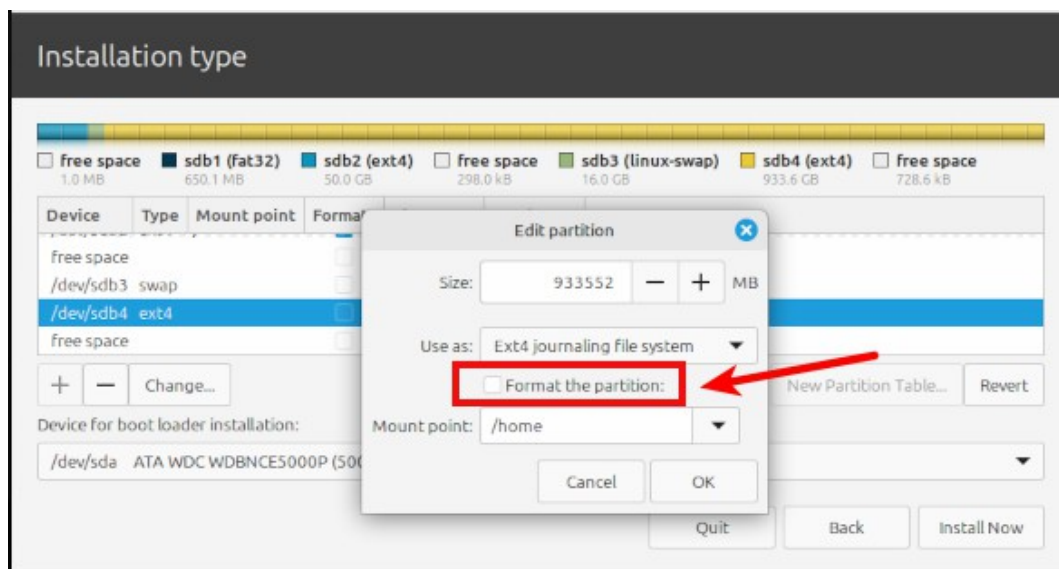 Installation type
free space sdb1 (fat32) sdb2 (ext4) free space sdb3 (linux-swap) sdb4 (ext4) free space
1.0 MB 650.1 MB 50.0 GB 298.0 kB 16.0 GB 933.6 GB 728.6 kB
Device Type Mount point Forma
free space
/dev/sdb3 swap
/dev/sdb4 ext4
free space
+ − Change... New Partition Table... Revert
Device for boot loader installation:
/dev/sda ATA WDC WDBNCE5000P (50
Edit partition
Size: 933552 − + MB
Use as: Ext4 journaling file system
Format the partition:
Mount point: /home
Cancel OK
Quit Back Install Now